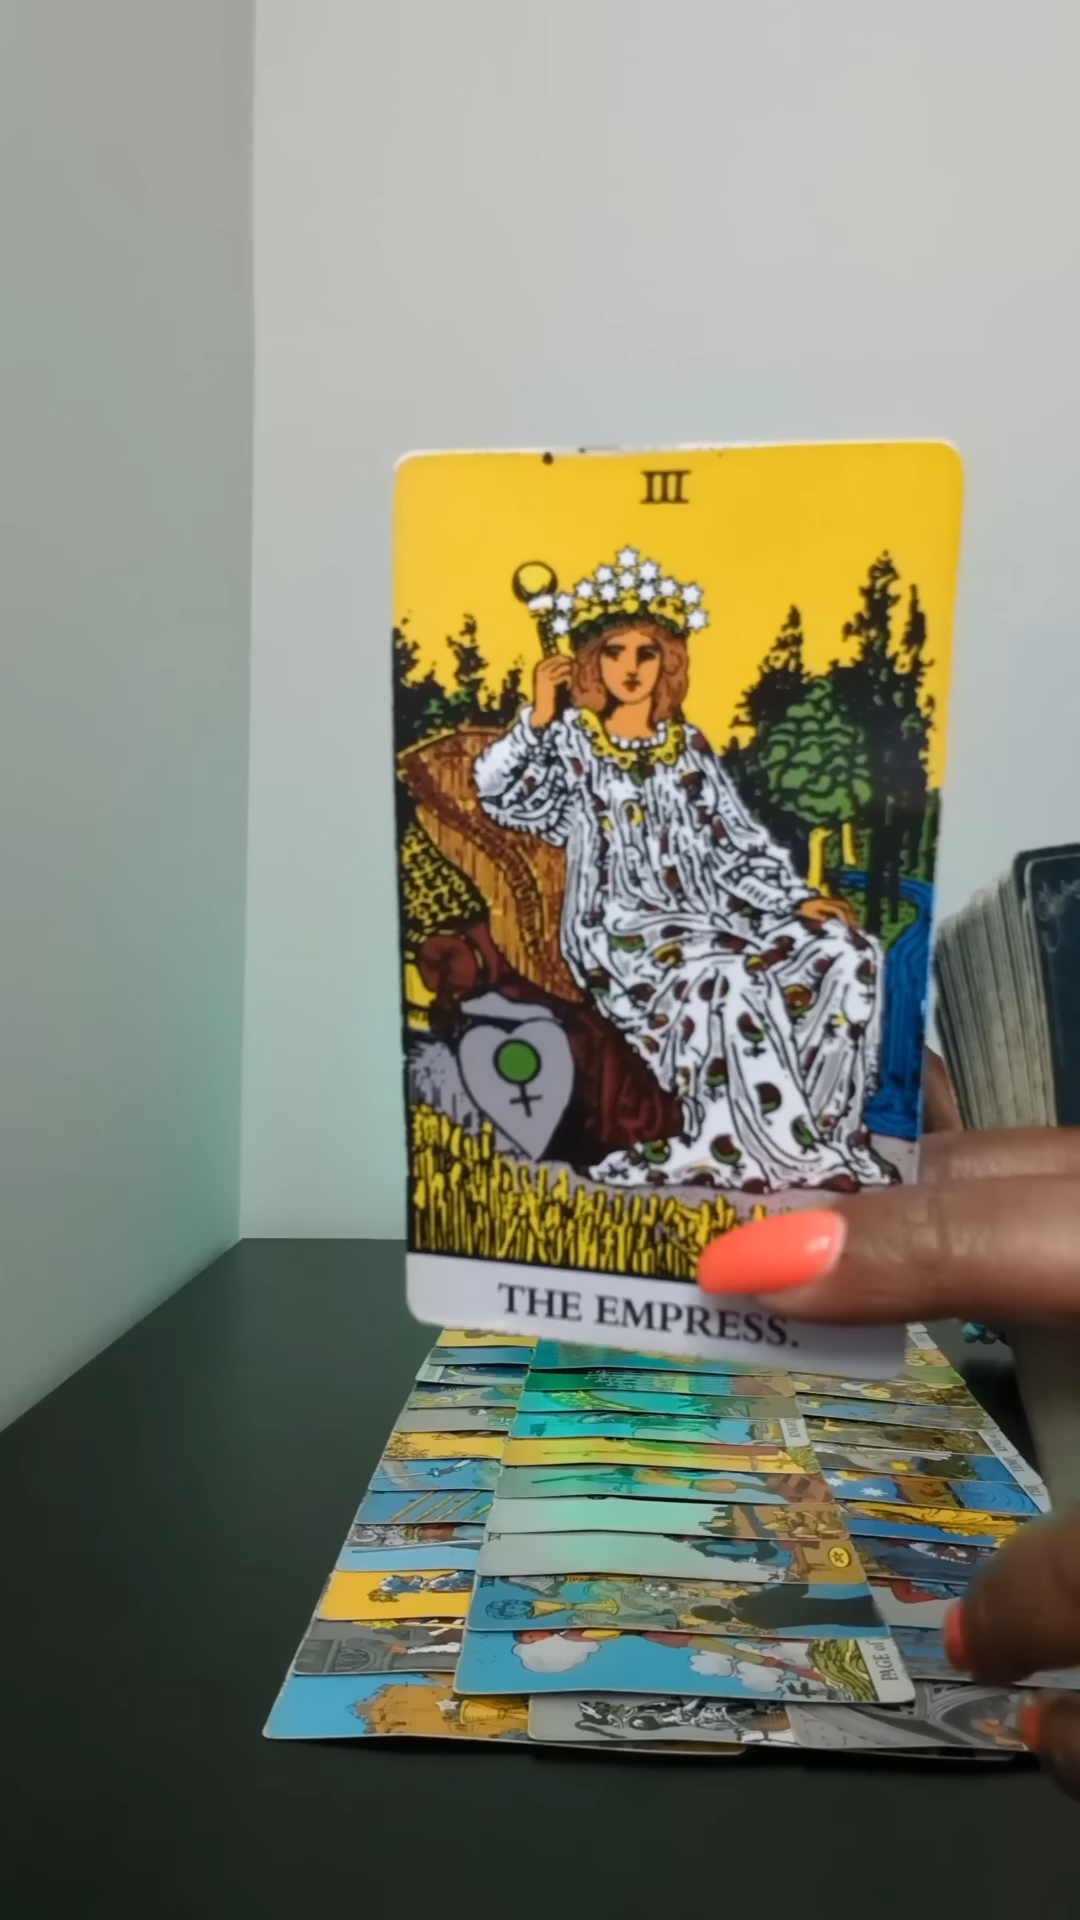 III
THE EMPRESS.
PAGE of